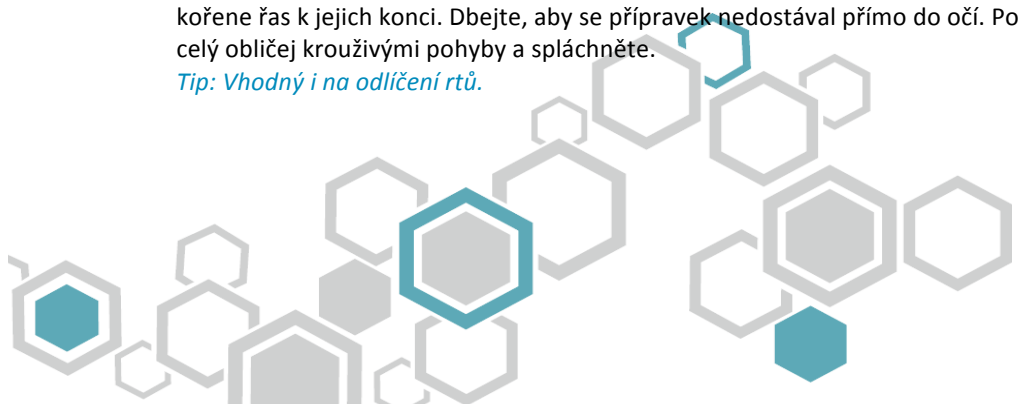 kořene řas k jejich konci. Dbejte, aby se přípravek nedostával přímo do očí. Po
celý obličej krouživými pohyby a spláchněte.
Tip: Vhodný i na odlíčení rtů.